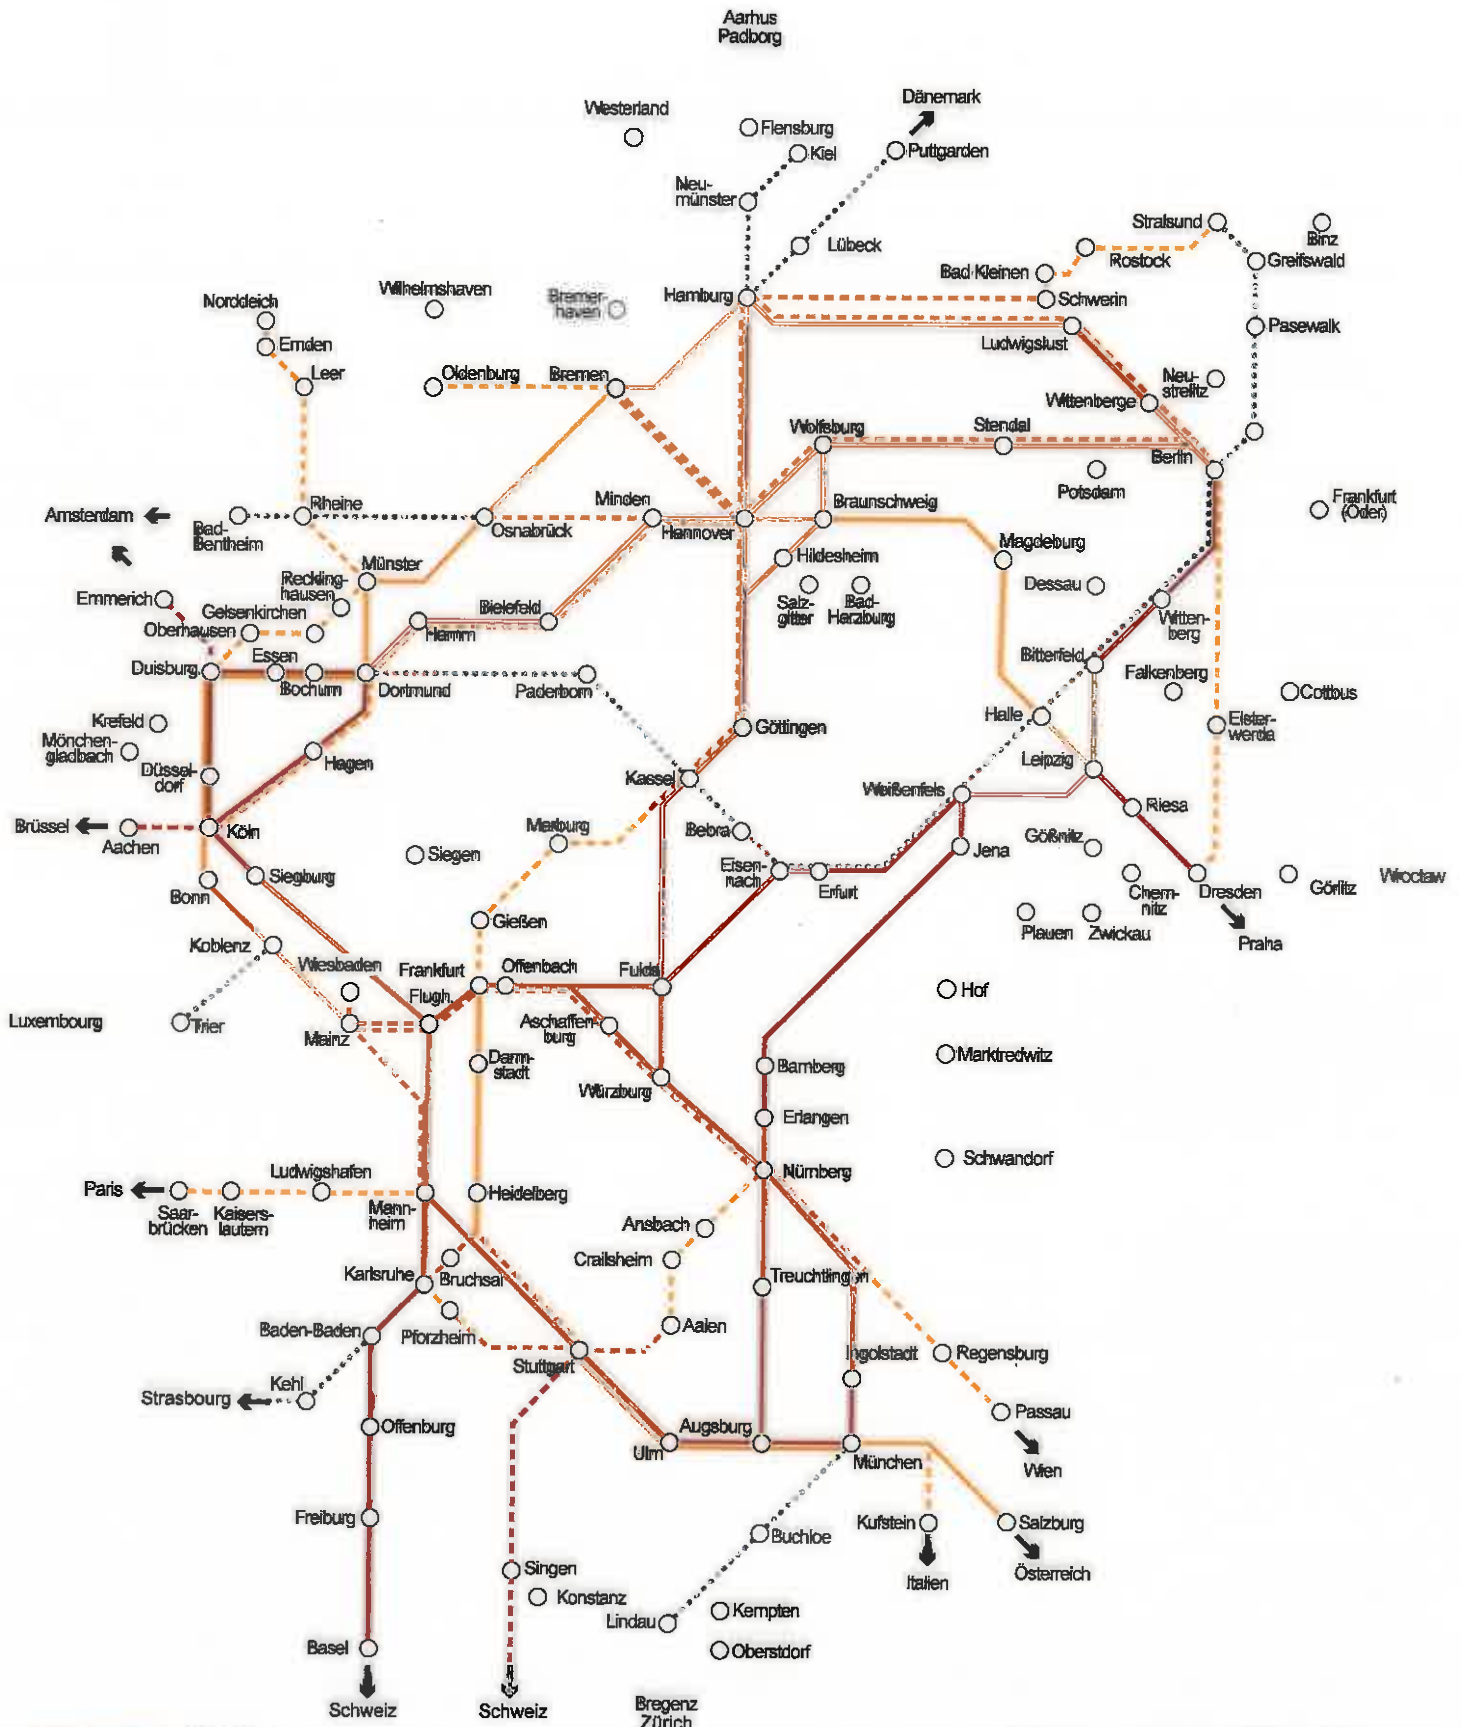 Aarhus
Padborg
Dänemark
Westerland
Flensburg
Kiel
Puttgarden
Neu-
münster
Lübeck
Stralsund
Binz
Rostock
Greifswald
Bad Kleinen
Wilhelmshaven
Bremer-
haven
Hamburg
Schwerin
Norddeich
Emden
Ludwigslust
Pasewalk
Leer
Oldenburg
Bremen
Neu-
strelitz
Wittenberge
Wolfsburg
Stendal
Berlin
Potsdam
Frankfurt
(Oder)
Amsterdam
Rheine
Bad-
Bentheim
Osnabrück
Minden
Hannover
Braunschweig
Hildesheim
Magdeburg
Münster
Reckling-
hausen
Dessau
Emmerich
Gelsenkirchen
Salz-
gitter
Bad-
Harzburg
Oberhausen
Bielefeld
Hamm
Witten-
berg
Duisburg
Essen
Bochum
Dortmund
Paderborn
Bitterfeld
Falkenberg
Cottbus
Krefeld
Mönchen-
gladbach
Düssel-
dorf
Hagen
Göttingen
Halle
Leipzig
Elster-
werda
Kassel
Weißenfels
Riesa
Brüssel
Aachen
Köln
Marburg
Bebra
Siegen
Eisen-
nach
Erfurt
Jena
Gößnitz
Bonn
Siegburg
Chem-
nitz
Dresden
Görlitz
Wroctaw
Gießen
Plauen
Zwickau
Praha
Koblenz
Wiesbaden
Frankfurt
Flugh.
Offenbach
Fulda
Hof
Luxembourg
Trier
Mainz
Aschaffen-
burg
Darm-
stadt
Würzburg
Bamberg
Marktredwitz
Erlangen
Nürnberg
Schwandorf
Paris
Saar-
brücken
Kaisers-
lautern
Ludwigshafen
Mann-
heim
Heidelberg
Ansbach
Crailsheim
Karlsruhe
Bruchsal
Treuchtlingen
Baden-Baden
Pforzheim
Aalen
Stuttgart
Ingolstadt
Regensburg
Strasbourg
Kehl
Offenburg
Passau
Wien
Ulm
Augsburg
München
Freiburg
Buchloe
Kufstein
Salzburg
Italien
Österreich
Singen
Konstanz
Lindau
Kempten
Oberstdorf
Basel
Schweiz
Schweiz
Bregenz
Zürich